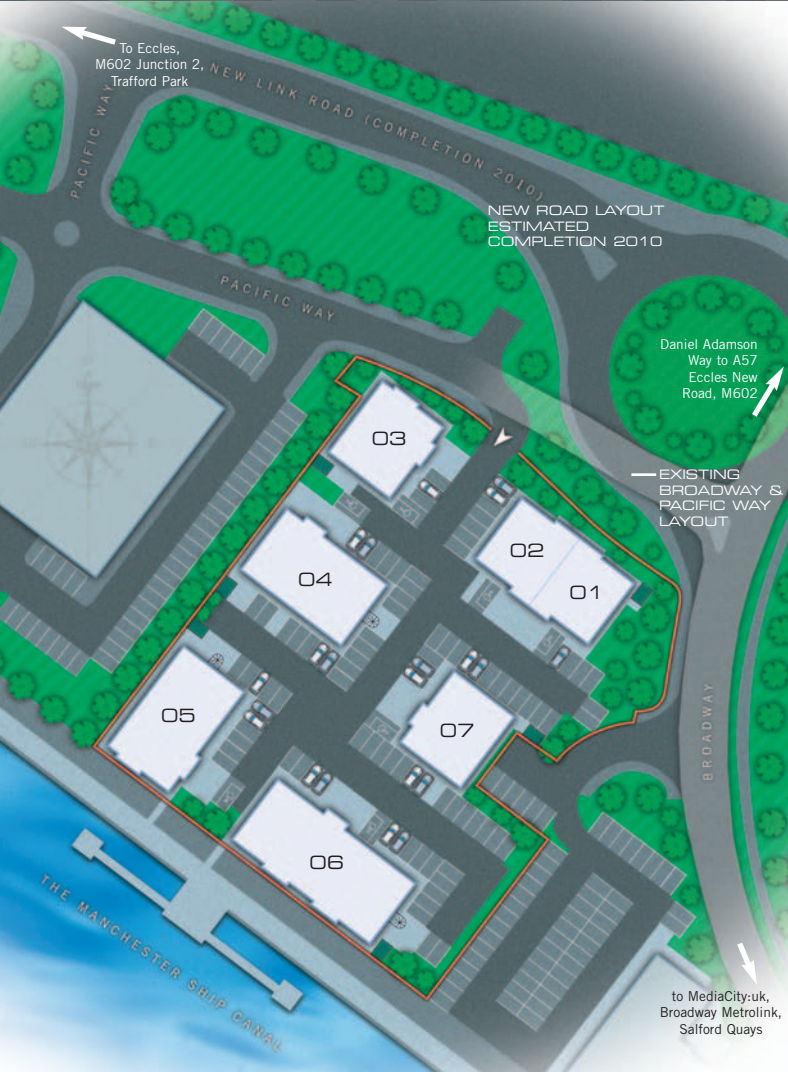 To Eccles,
M602 Junction 2,
Trafford Park
NEW LINK ROAD (COMPLETION 2010)
PACIFIC WAY
NEW ROAD LAYOUT
ESTIMATED
COMPLETION 2010
PACIFIC WAY
Daniel Adamson
Way to A57
Eccles New
Road, M602
03
EXISTING
BROADWAY &
PACIFIC WAY
LAYOUT
02
04
01
05
07
BROADWAY
06
THE MANCHESTER SHIP CANAL
to MediaCity:uk,
Broadway Metrolink,
Salford Quays